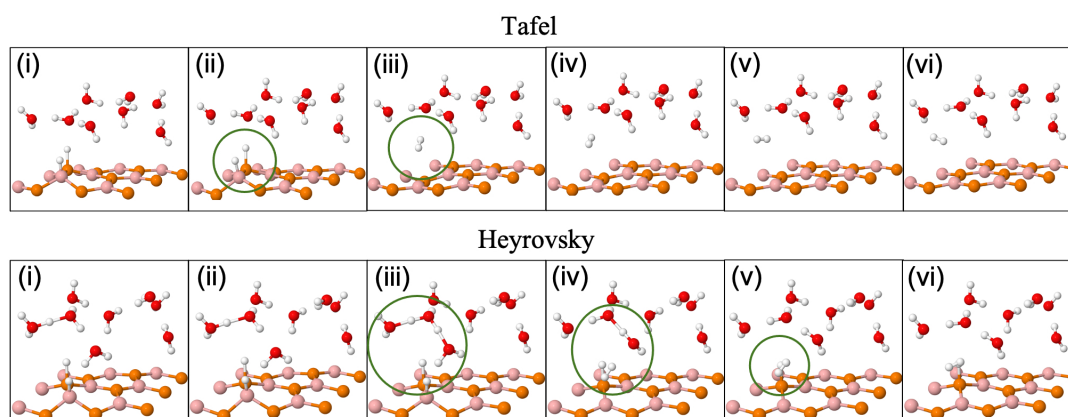 Tafel
(i) (ii) (iii) (iv) (v) (vi)
Heyrovsky
(i) (ii) (iii) (iv) (v) (vi)